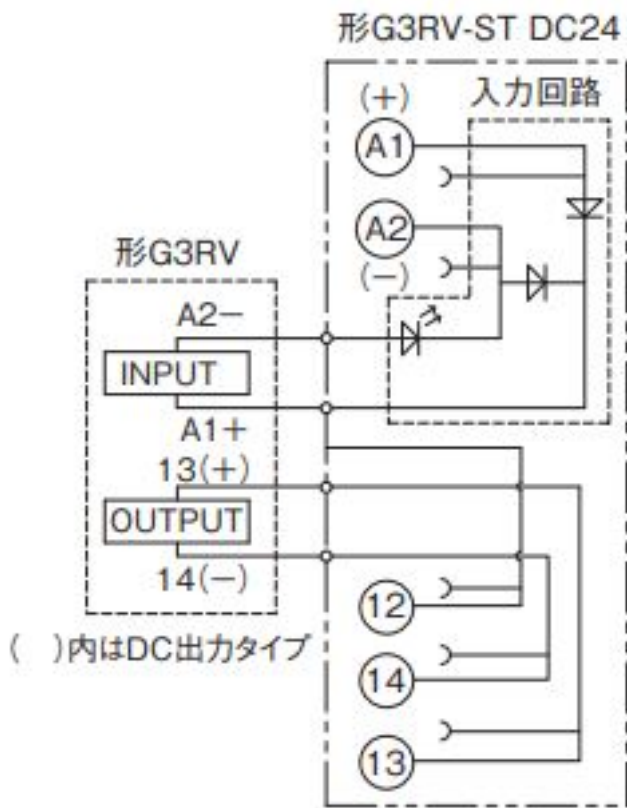 形G3RV-ST DC24
(+)
入力回路
A1
A2
(−)
形G3RV
A2−
INPUT
A1+
13(+)
OUTPUT
14(−)
( )内はDC出力タイプ
12
14
13